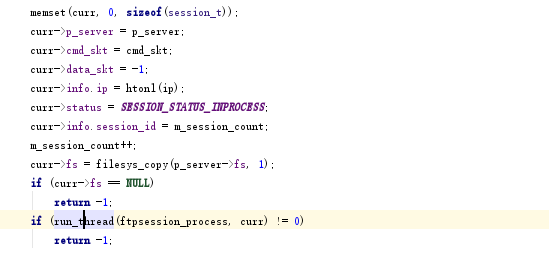 memset(curr, 0, sizeof(session_t));
curr->p_server = p_server;
curr->cmd_skt = cmd_skt;
curr->data_skt = -1;
curr->info.ip = htonl(ip);
curr->status = SESSION_STATUS_INPROCESS;
curr->info.session_id = m_session_count;
m_session_count++;
curr->fs = filesys_copy(p_server->fs, 1);
if (curr->fs == NULL)
return -1;
if (run_thread(ftpsession_process, curr) != 0)
return -1;